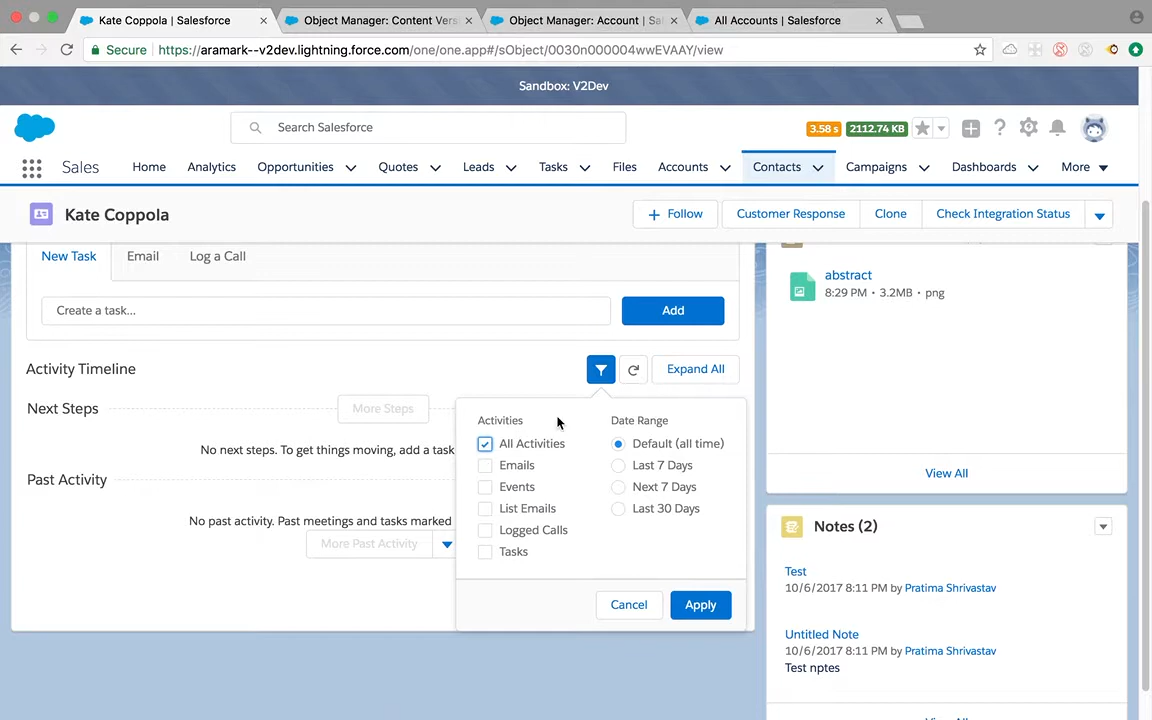 Kate Coppola | Salesforce
Object Manager: Content Vers
Object Manager: Account | Sal
All Accounts | Salesforce
Secure
https://aramark--v2dev.lightning.force.com/one/one.app#/sObject/0030n000004wwEVAAY/view
Sandbox: V2Dev
Search Salesforce
3.58 s
2112.74 KB
Sales
Home
Analytics
Opportunities
Quotes
Leads
Tasks
Files
Accounts
Contacts
Campaigns
Dashboards
More
Kate Coppola
Follow
Customer Response
Clone
Check Integration Status
New Task
Email
Log a Call
Create a task...
Add
abstract
8:29 PM • 3.2MB • png
Activity Timeline
Expand All
Next Steps
More Steps
No next steps. To get things moving, add a task
Past Activity
No past activity. Past meetings and tasks marked
More Past Activity
Activities
All Activities
Emails
Events
List Emails
Logged Calls
Tasks
Date Range
Default (all time)
Last 7 Days
Next 7 Days
Last 30 Days
Cancel
Apply
View All
Notes (2)
Test
10/6/2017 8:11 PM by Pratima Shrivastav
Untitled Note
10/6/2017 8:11 PM by Pratima Shrivastav
Test nptes